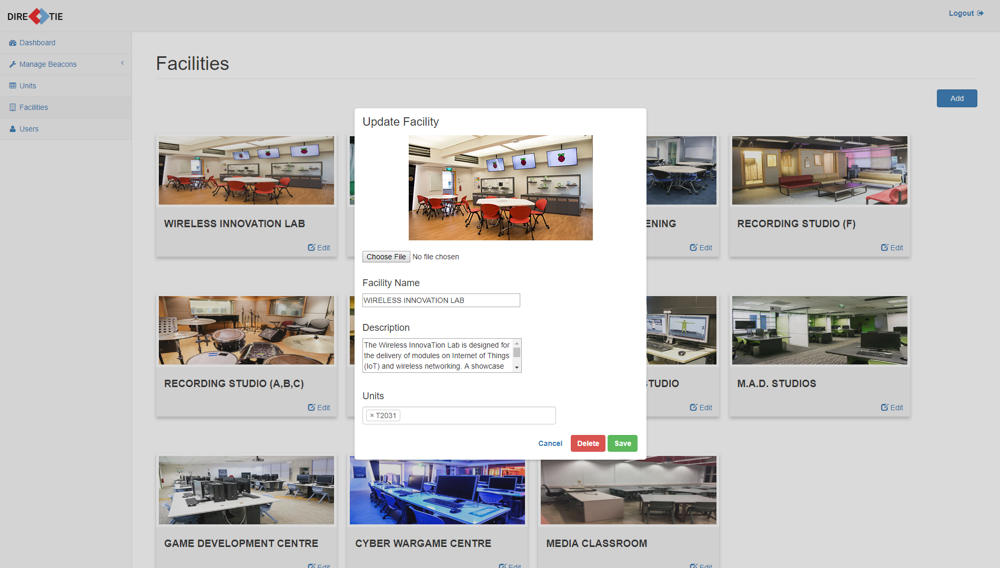 DIRE TIE
Logout
Dashboard
Manage Beacons
Units
Facilities
Users
Facilities
Add
WIRELESS INNOVATION LAB
Edit
ENING
Edit
RECORDING STUDIO (F)
Edit
RECORDING STUDIO (A,B,C)
Edit
TUDIO
Edit
M.A.D. STUDIOS
Edit
GAME DEVELOPMENT CENTRE
Edit
CYBER WARGAME CENTRE
Edit
MEDIA CLASSROOM
Edit
Update Facility
Choose File No file chosen
Facility Name
WIRELESS INNOVATION LAB
Description
The Wireless InnovaTion Lab is designed for
the delivery of modules on Internet of Things
(IoT) and wireless networking. A showcase
Units
× T2031
Cancel Delete Save